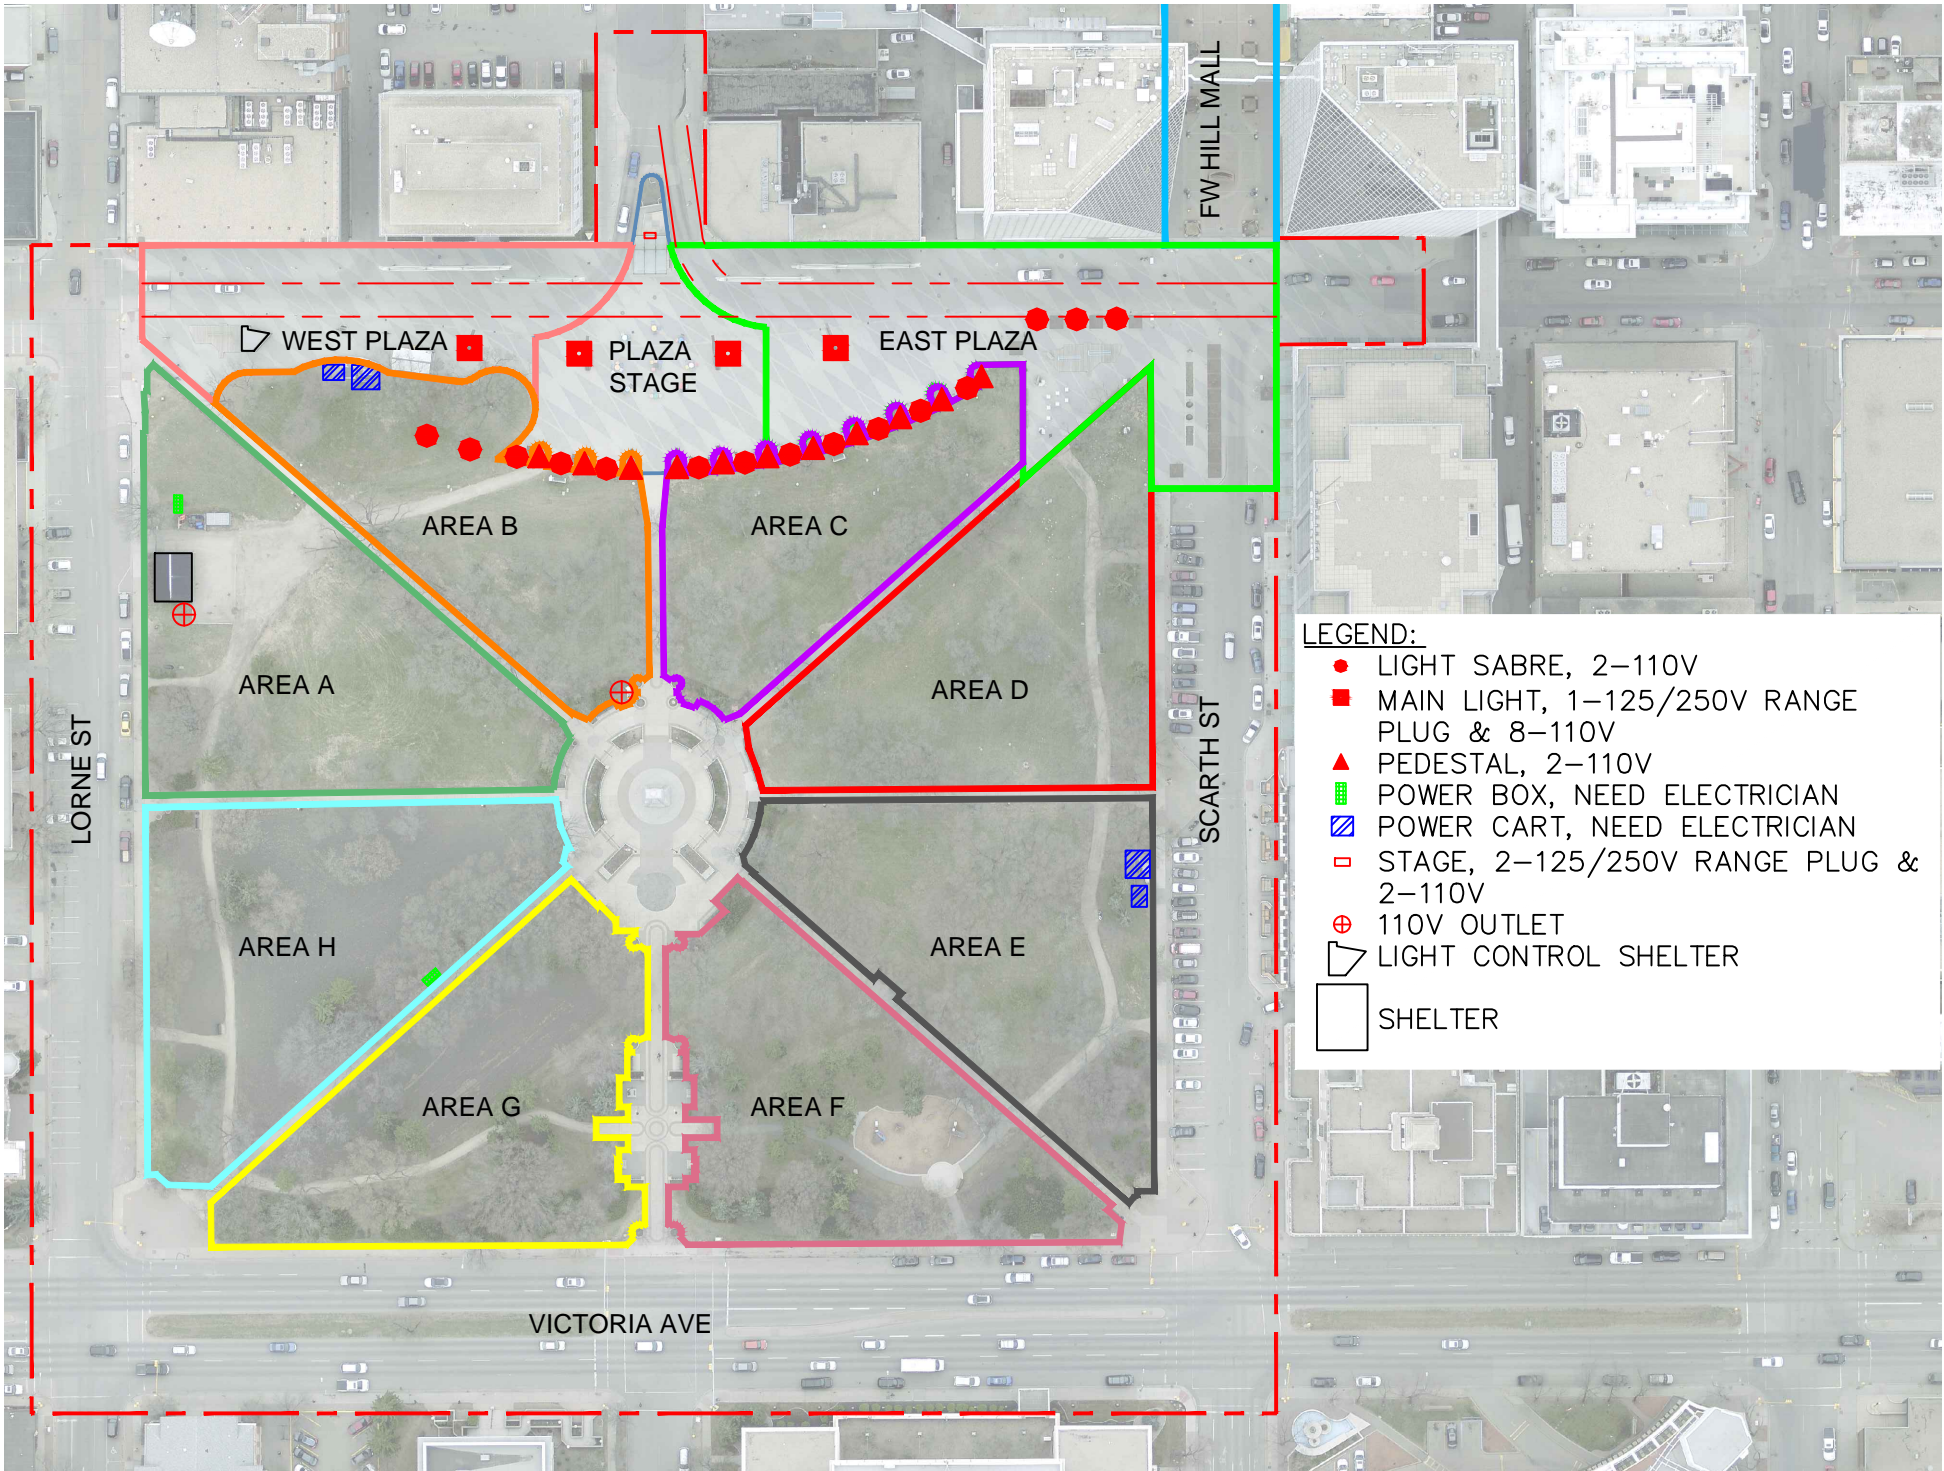 FW HILL MALL
WEST PLAZA
PLAZA
STAGE
EAST PLAZA
AREA B
AREA C
AREA A
AREA D
LORNE ST
SCARTH ST
AREA H
AREA E
AREA G
AREA F
VICTORIA AVE
LEGEND:
LIGHT SABRE, 2-110V
MAIN LIGHT, 1-125/250V RANGE
PLUG & 8-110V
PEDESTAL, 2-110V
POWER BOX, NEED ELECTRICIAN
POWER CART, NEED ELECTRICIAN
STAGE, 2-125/250V RANGE PLUG &
2-110V
110V OUTLET
LIGHT CONTROL SHELTER
SHELTER